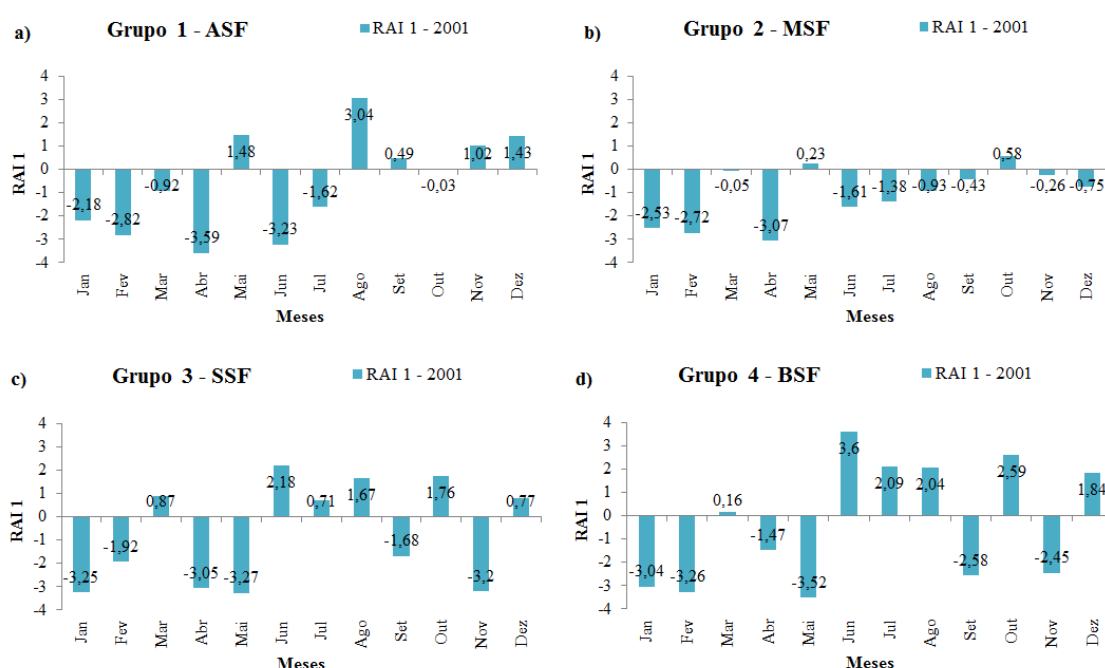 a) Grupo 1 - ASF RAI 1 - 2001
4
3
2
1
0
-1
-2
-3
-4
RAI 1
-2,18 -2,82 -0,92 -3,59 1,48 -3,23 -1,62 3,04 0,49 -0,03 1,02 1,43
Jan Fev Mar Abr Mai Jun Jul Ago Set Out Nov Dez
Meses
b) Grupo 2 - MSF RAI 1 - 2001
4
3
2
1
0
-1
-2
-3
-4
RAI 1
-2,53 -2,72 -0,05 -3,07 0,23 -1,61 -1,38 -0,93 -0,43 0,58 -0,26 -0,75
Jan Fev Mar Abr Mai Jun Jul Ago Set Out Nov Dez
Meses
c) Grupo 3 - SSF RAI 1 - 2001
4
3
2
1
0
-1
-2
-3
-4
RAI 1
-3,25 -1,92 0,87 -3,05 -3,27 2,18 0,71 1,67 -1,68 1,76 -3,2 0,77
Jan Fev Mar Abr Mai Jun Jul Ago Set Out Nov Dez
Meses
d) Grupo 4 - BSF RAI 1 - 2001
4
3
2
1
0
-1
-2
-3
-4
RAI 1
-3,04 -3,26 0,16 -1,47 -3,52 3,6 2,09 2,04 -2,58 2,59 -2,45 1,84
Jan Fev Mar Abr Mai Jun Jul Ago Set Out Nov Dez
Meses